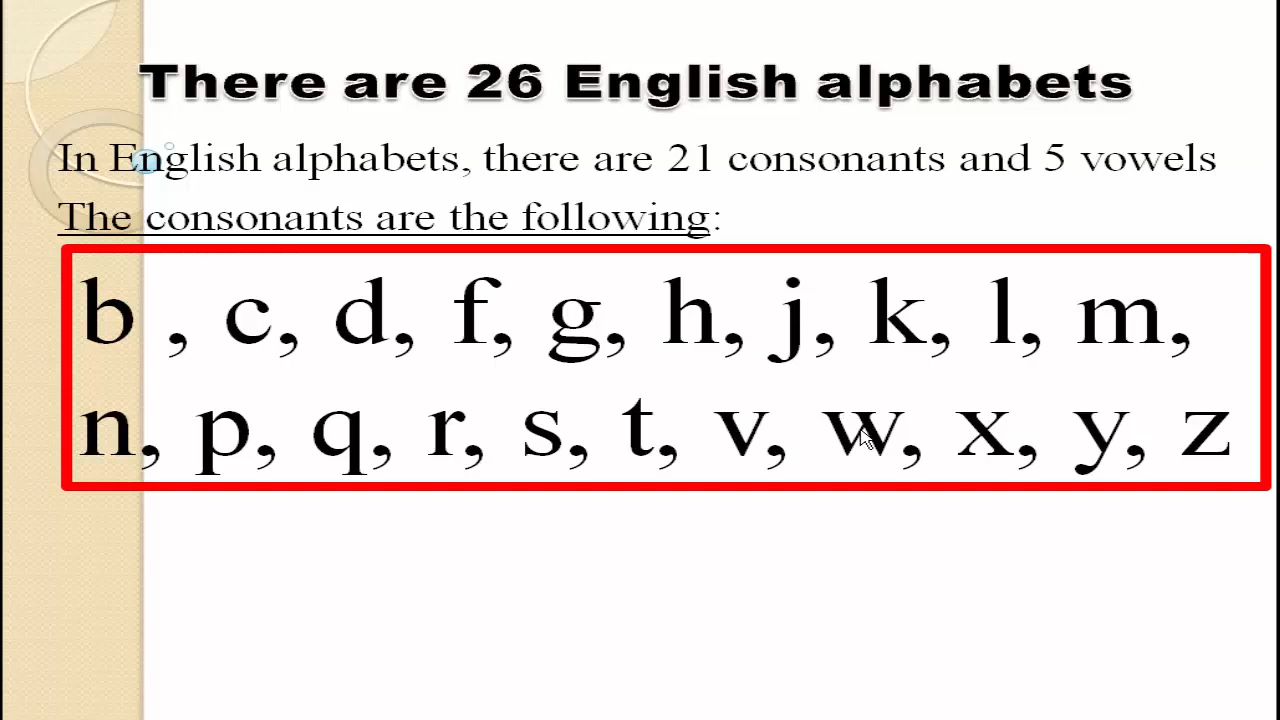 There are 26 English alphabets
In English alphabets, there are 21 consonants and 5 vowels
The consonants are the following:
b , c, d, f, g, h, j, k, l, m,
n, p, q, r, s, t, v, w, x, y, z